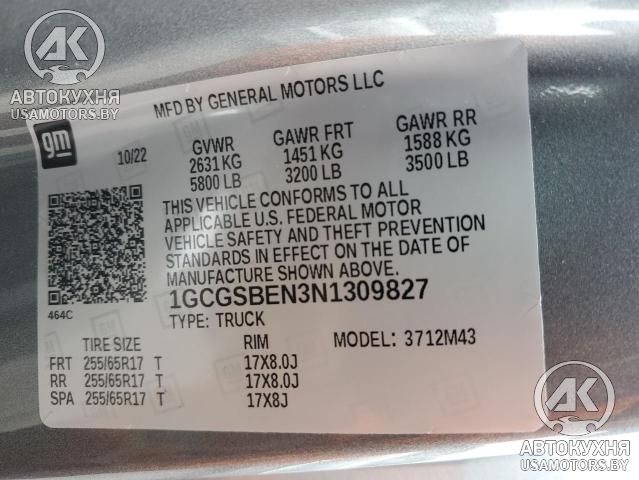 AK
АВТОКУХНЯ
USAMOTORS.BY
MFD BY GENERAL MOTORS LLC
gm
10/22
GVWR GAWR FRT GAWR RR
2631 KG 1451 KG 1588 KG
5800 LB 3200 LB 3500 LB
THIS VEHICLE CONFORMS TO ALL
APPLICABLE U.S. FEDERAL MOTOR
VEHICLE SAFETY AND THEFT PREVENTION
STANDARDS IN EFFECT ON THE DATE OF
MANUFACTURE SHOWN ABOVE.
1GCGSBEN3N1309827
464C
TYPE: TRUCK
TIRE SIZE RIM MODEL: 3712M43
FRT 255/65R17 T 17X8.0J
RR 255/65R17 T 17X8.0J
SPA 255/65R17 T 17X8J
AK
АВТОКУХНЯ
USAMOTORS.BY